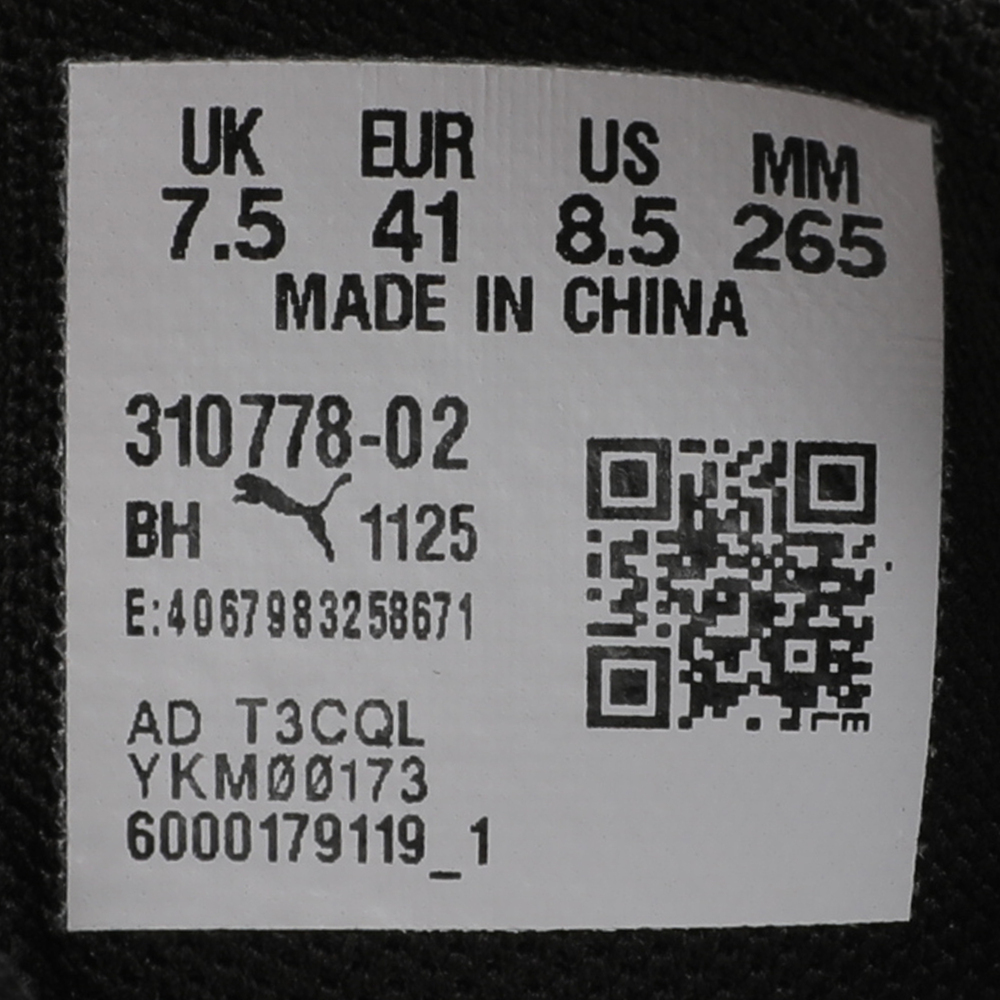 UK EUR US MM
7.5 41 8.5 265
MADE IN CHINA
310778-02
BH 1125
E:4067983258671
AD T3CQL
YKM00173
6000179119_1